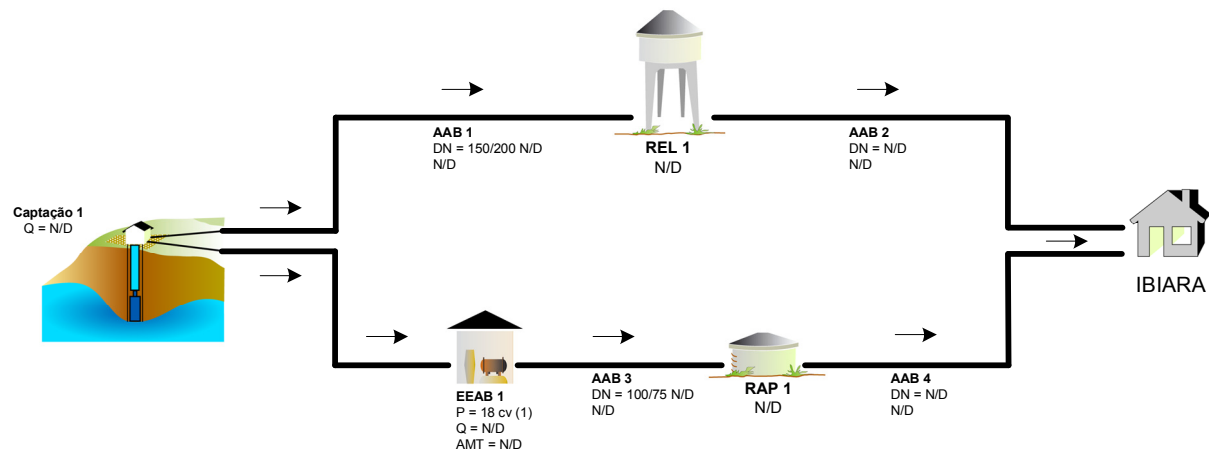 AAB 1
DN = 150/200 N/D
N/D
REL 1
N/D
AAB 2
DN = N/D
N/D
Captação 1
Q = N/D
IBIARA
EEAB 1
P = 18 cv (1)
Q = N/D
AMT = N/D
AAB 3
DN = 100/75 N/D
N/D
RAP 1
N/D
AAB 4
DN = N/D
N/D